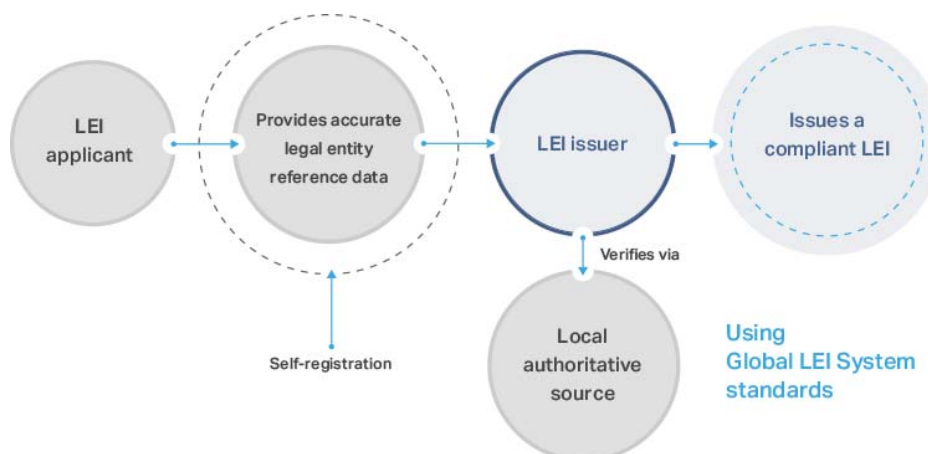 LEI
applicant
Provides accurate
legal entity
reference data
LEI issuer
Issues a
compliant LEI
Verifies via
Self-registration
Local
authoritative
source
Using
Global LEI System
standards